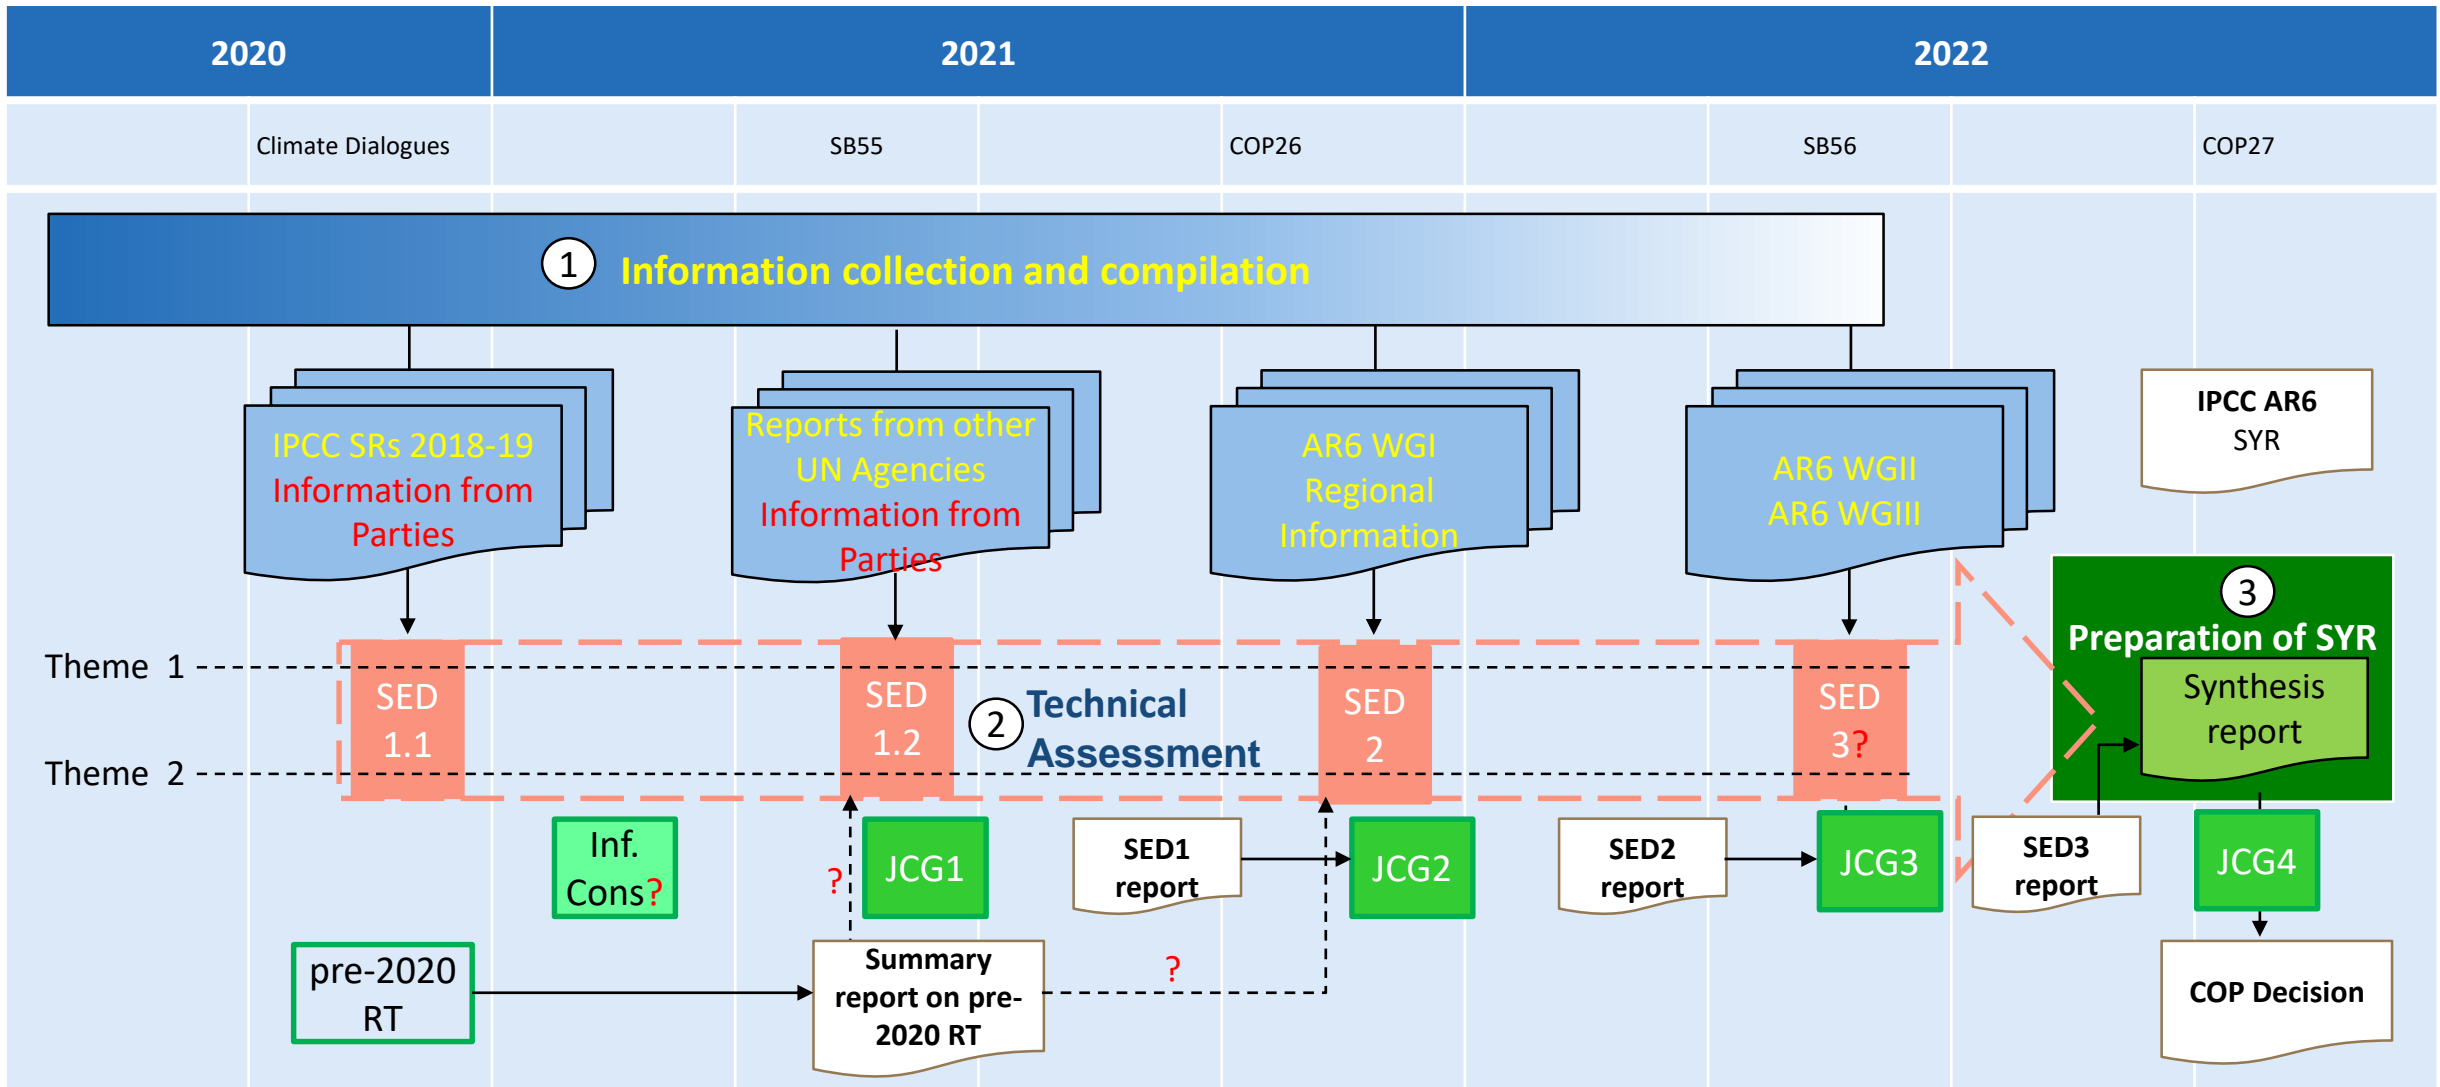 2020
2021
2022
Climate Dialogues
SB55
COP26
SB56
COP27
1 Information collection and compilation
IPCC SRs 2018-19
Information from
Parties
Reports from other
UN Agencies
Information from
Parties
AR6 WGI
Regional
Information
AR6 WGII
AR6 WGIII
IPCC AR6
SYR
Theme 1
Theme 2
SED
1.1
SED
1.2
2 Technical
Assessment
SED
2
SED
3?
3
Preparation of SYR
Synthesis
report
Inf.
Cons?
?
JCG1
SED1
report
JCG2
SED2
report
JCG3
SED3
report
JCG4
pre-2020
RT
Summary
report on pre-
2020 RT
?
COP Decision